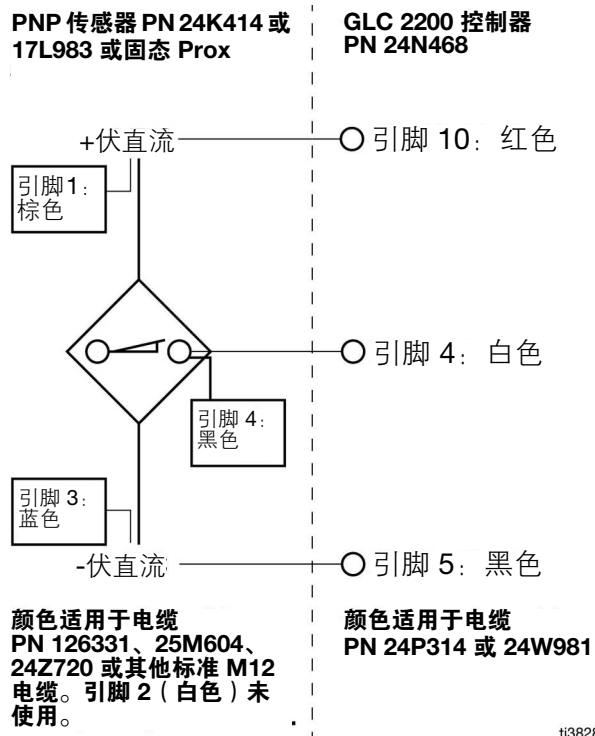 PNP 传感器 PN 24K414 或
17L983 或固态 Prox
GLC 2200 控制器
PN 24N468
+伏直流
引脚 10：红色
引脚1：
棕色
引脚 4：白色
引脚 4：
黑色
引脚 3：
蓝色
-伏直流
引脚 5：黑色
颜色适用于电缆
PN 126331、25M604、
24Z720 或其他标准 M12
电缆。引脚 2（白色）未
使用。
颜色适用于电缆
PN 24P314 或 24W981
ti3828